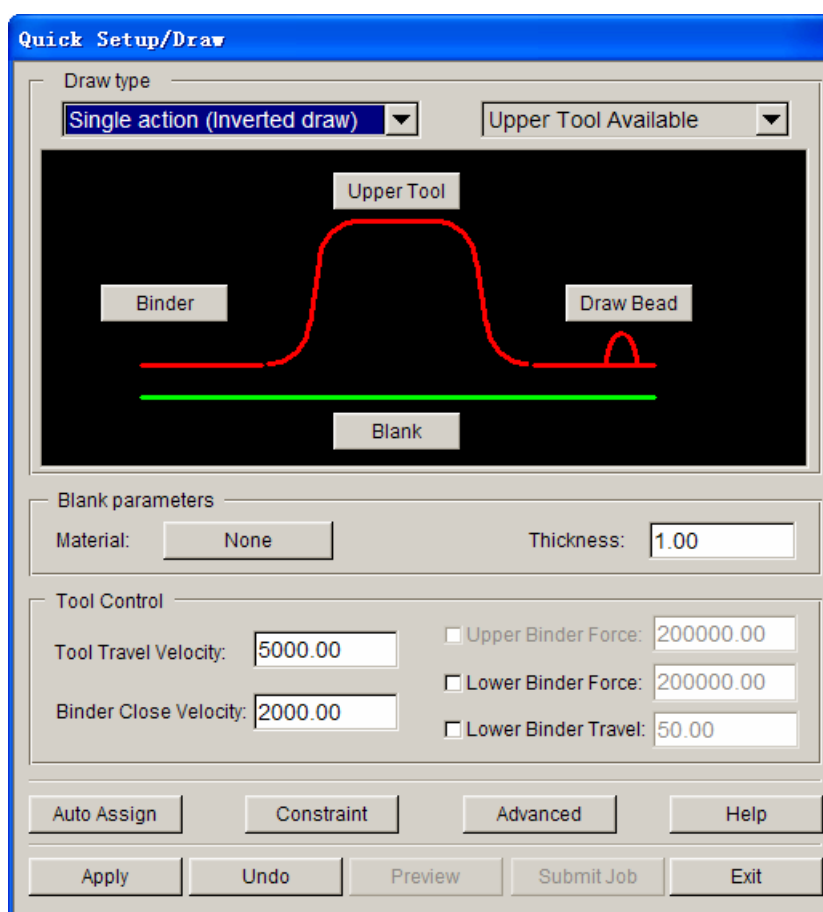 Quick Setup/Draw
Draw type
Single action (Inverted draw)
Upper Tool Available
Upper Tool
Binder
Draw Bead
Blank
Blank parameters
Material: None Thickness: 1.00
Tool Control
Tool Travel Velocity: 5000.00
Binder Close Velocity: 2000.00
Upper Binder Force: 200000.00
Lower Binder Force: 200000.00
Lower Binder Travel: 50.00
Auto Assign Constraint Advanced Help
Apply Undo Preview Submit Job Exit